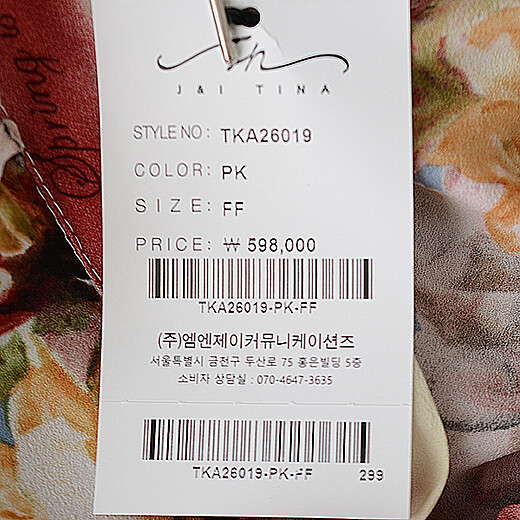 J&I TINA
STYLE NO: TKA26019
COLOR: PK
SIZE: FF
PRICE: ₩ 598,000
TKA26019-PK-FF
(주)엠엔제이커뮤니케이션즈
서울특별시 금천구 두산로 75 홍은빌딩 5층
소비자 상담실 : 070-4647-3635
TKA26019-PK-FF 299